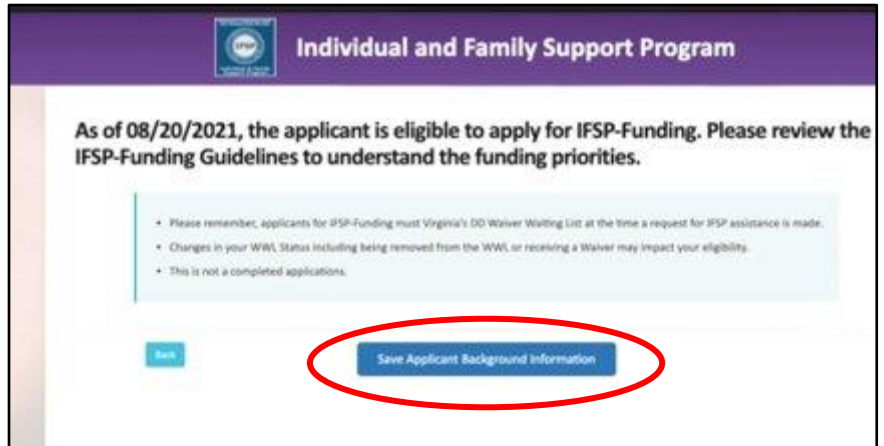 IFSP
Individual and Family Support Program
As of 08/20/2021, the applicant is eligible to apply for IFSP-Funding. Please review the
IFSP-Funding Guidelines to understand the funding priorities.
• Please remember, applicants for IFSP-Funding must Virginia's DD Waiver Waiting List at the time a request for IFSP assistance is made.
• Changes in your WWL Status including being removed from the WWL or receiving a Waiver may impact your eligibility.
• This is not a completed applications.
Back
Save Applicant Background Information